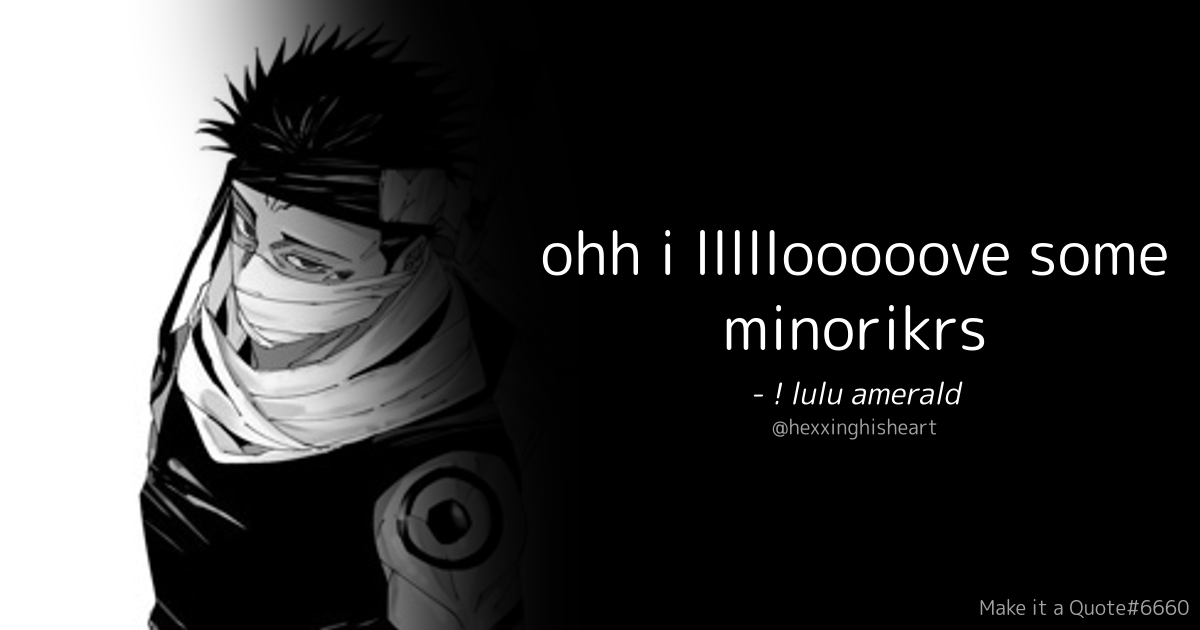 ohh i lllllooooove some
minorikrs
- ! lulu amerald
@hexxinghisheart
Make it a Quote#6660